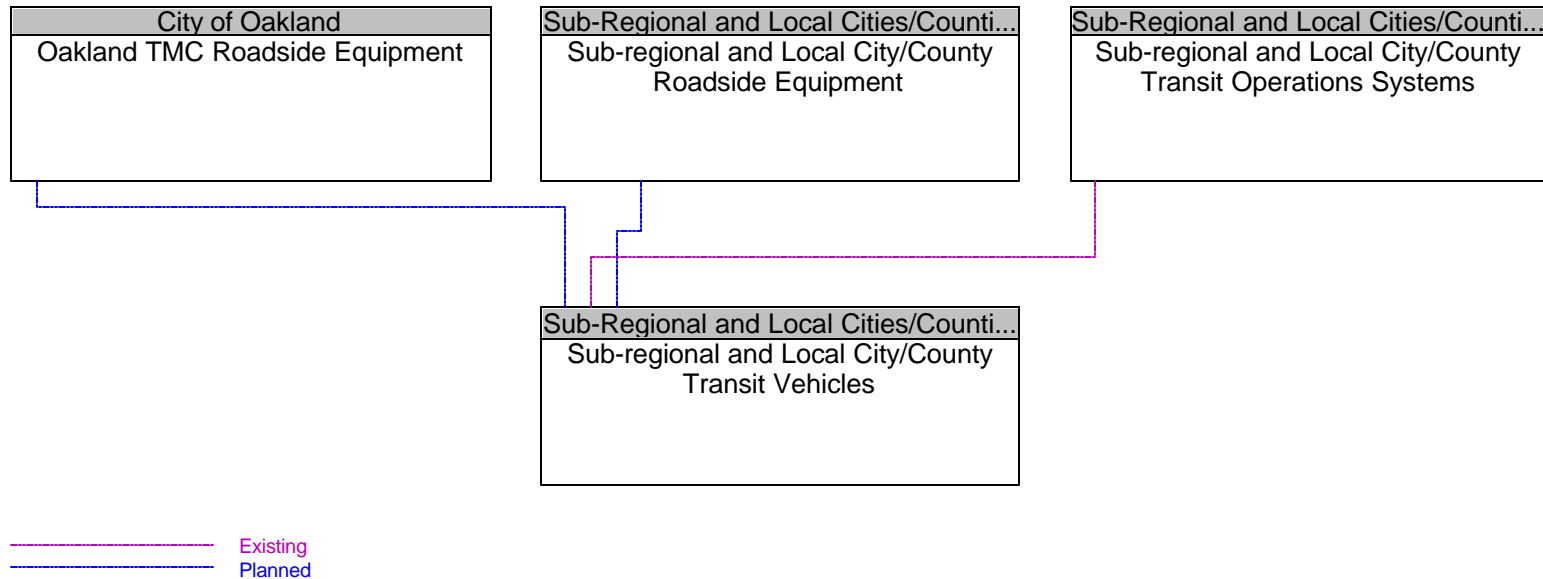 City of Oakland
Oakland TMC Roadside Equipment
Sub-Regional and Local Cities/Counti...
Sub-regional and Local City/County
Roadside Equipment
Sub-Regional and Local Cities/Counti...
Sub-regional and Local City/County
Transit Operations Systems
Sub-Regional and Local Cities/Counti...
Sub-regional and Local City/County
Transit Vehicles
Existing
Planned